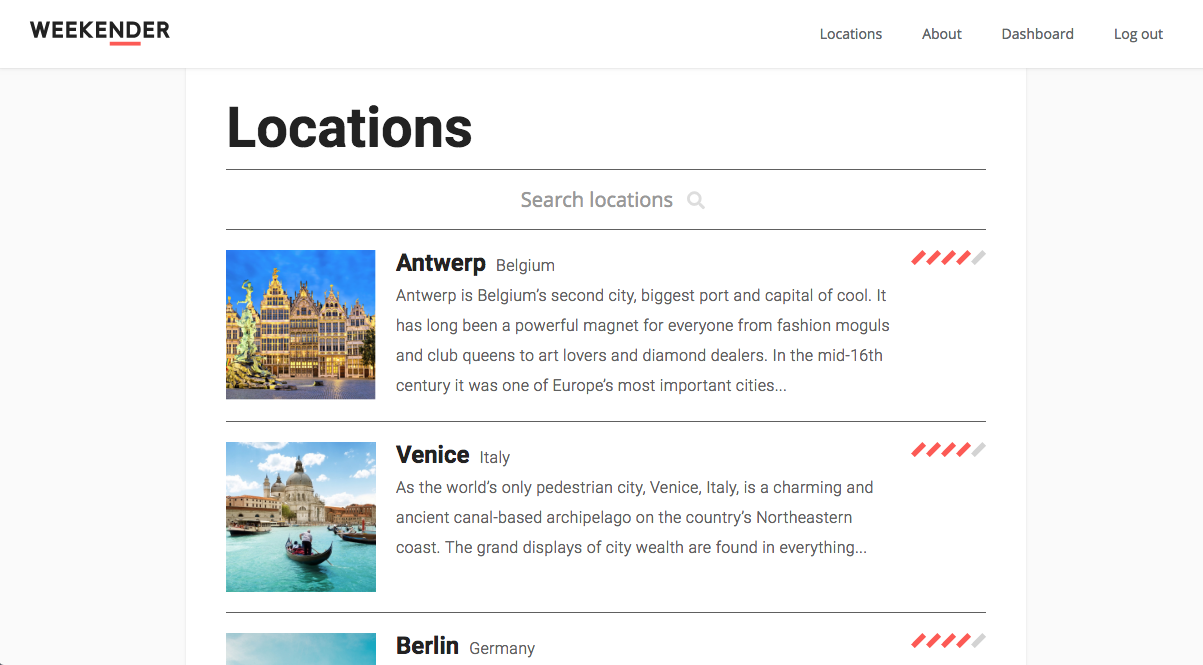 WEEKENDER
Locations
About
Dashboard
Log out
Locations
Search locations
Antwerp Belgium
Antwerp is Belgium’s second city, biggest port and capital of cool. It
has long been a powerful magnet for everyone from fashion moguls
and club queens to art lovers and diamond dealers. In the mid-16th
century it was one of Europe’s most important cities...
Venice Italy
As the world’s only pedestrian city, Venice, Italy, is a charming and
ancient canal-based archipelago on the country’s Northeastern
coast. The grand displays of city wealth are found in everything...
Berlin Germany